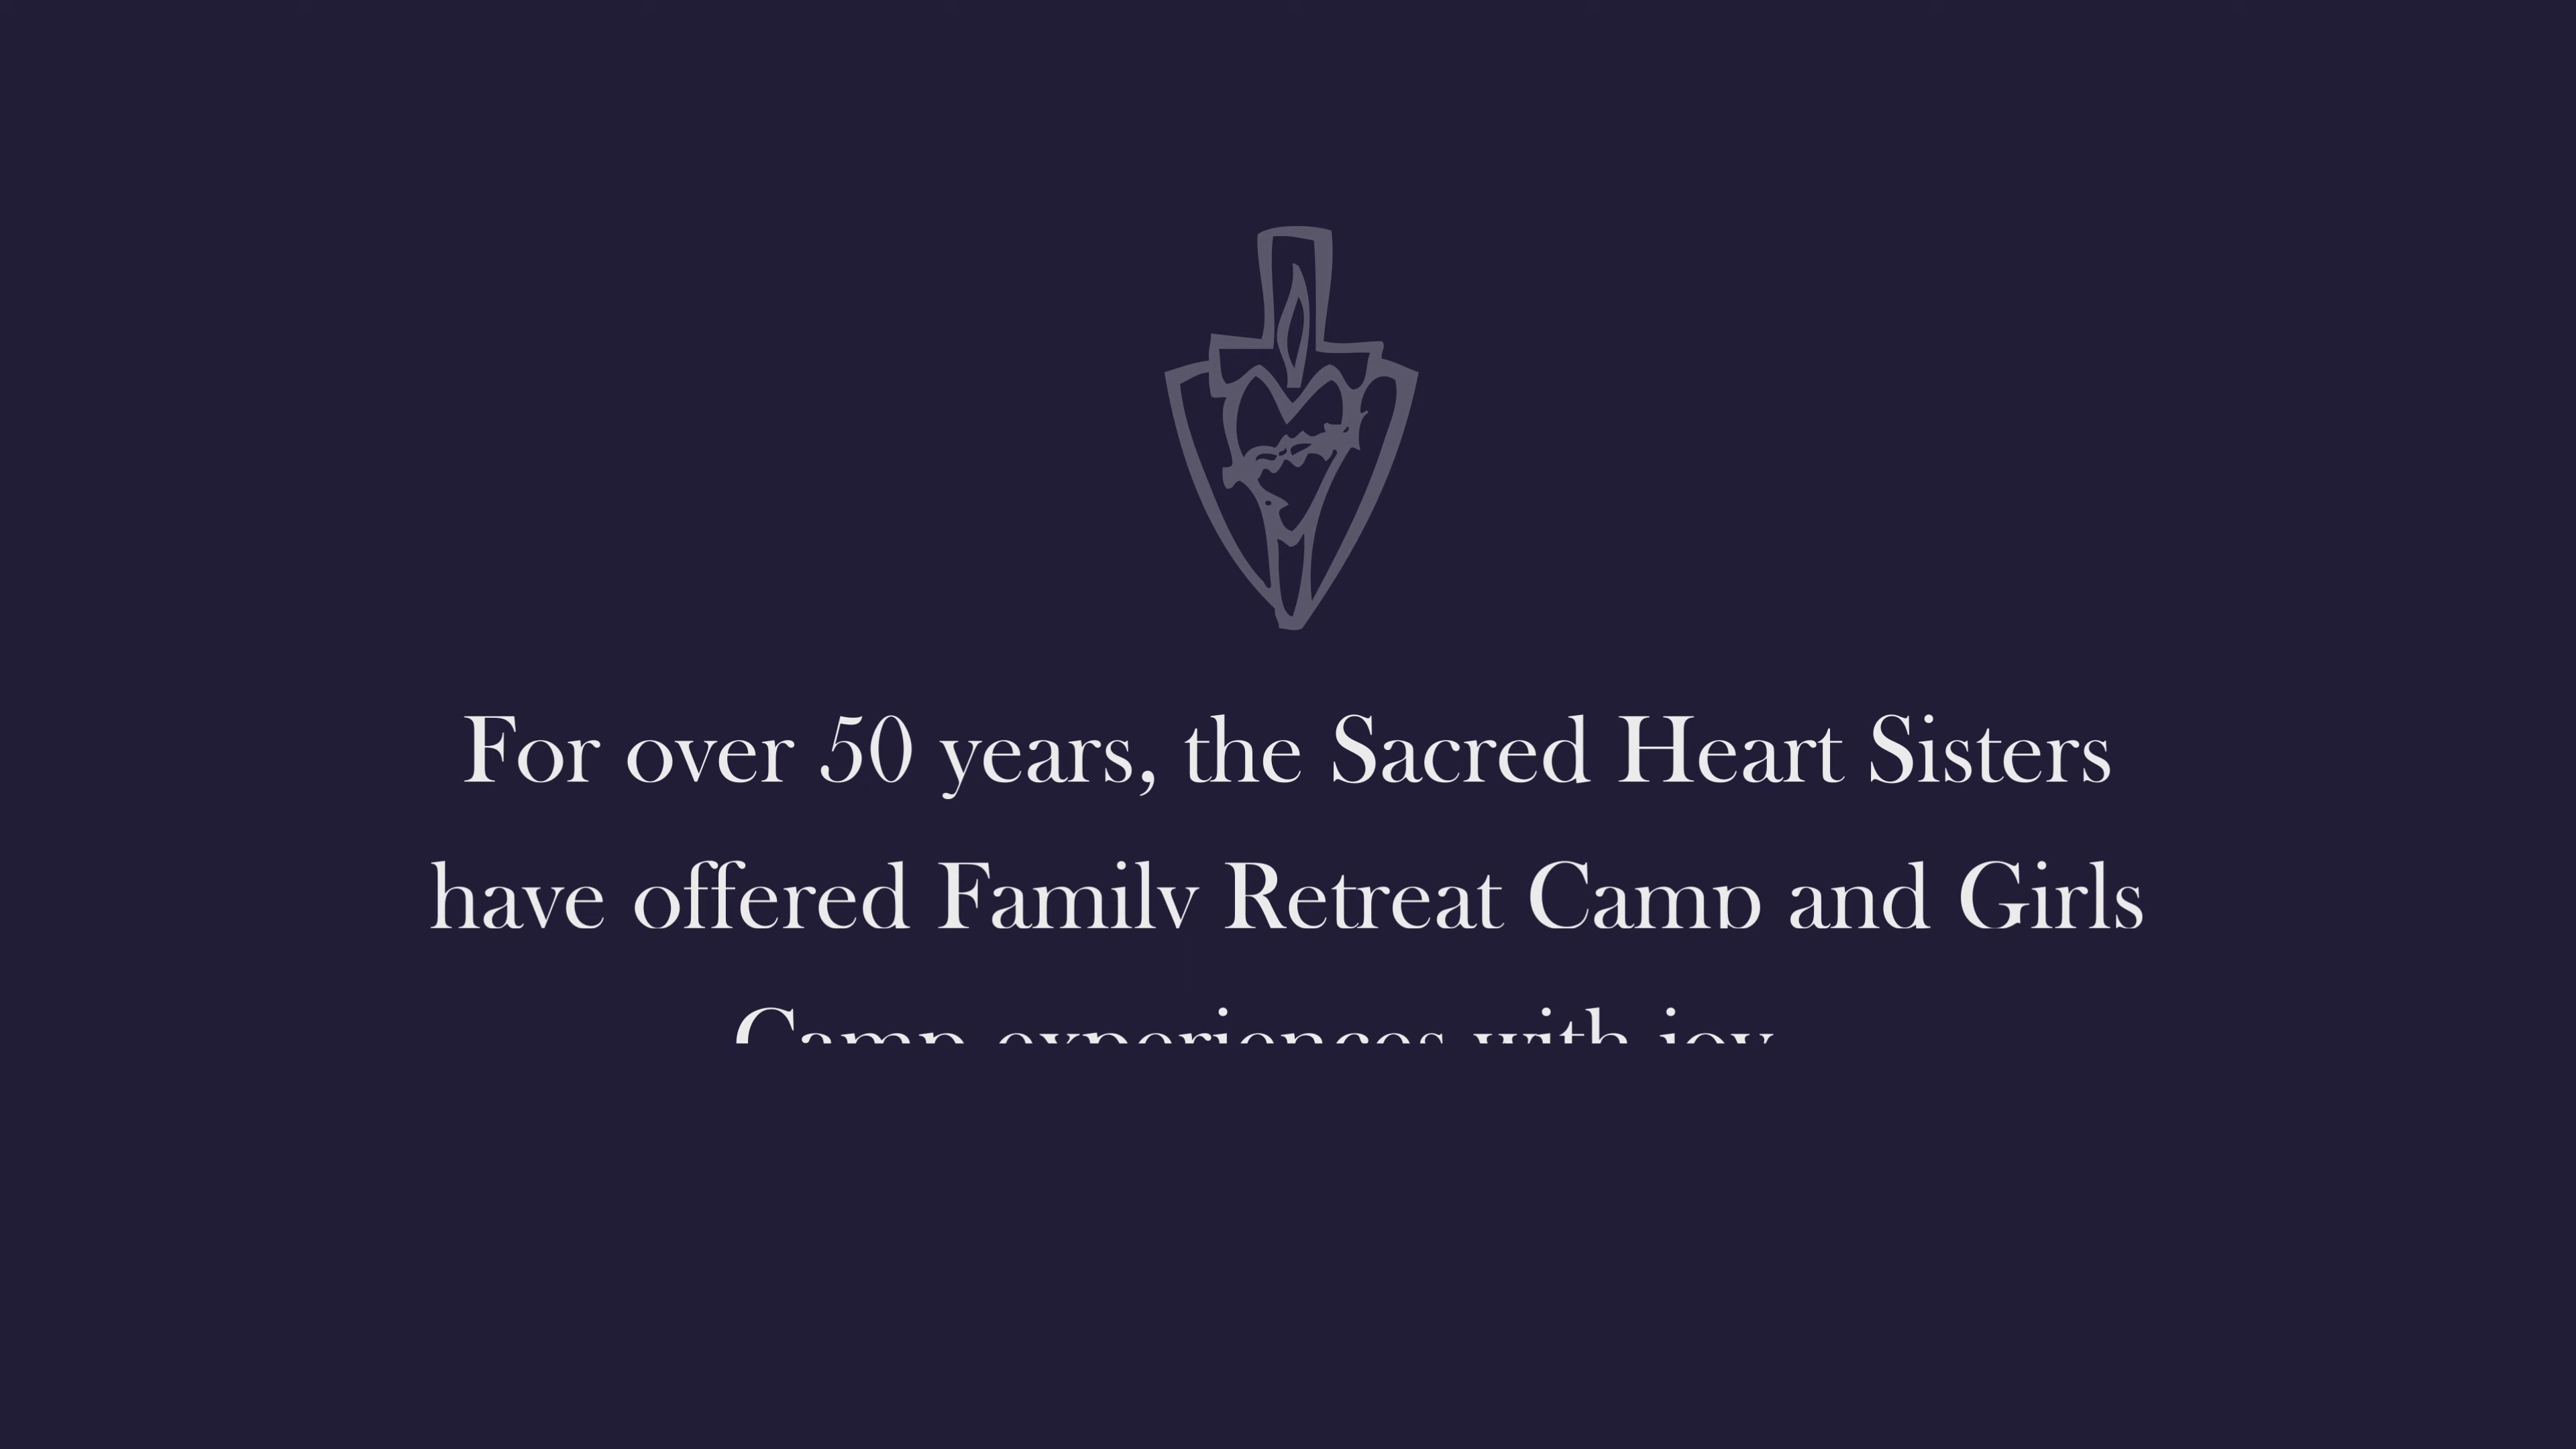 For over 50 years, the Sacred Heart Sisters
have offered Family Retreat Camp and Girls
Camp experiences with joy